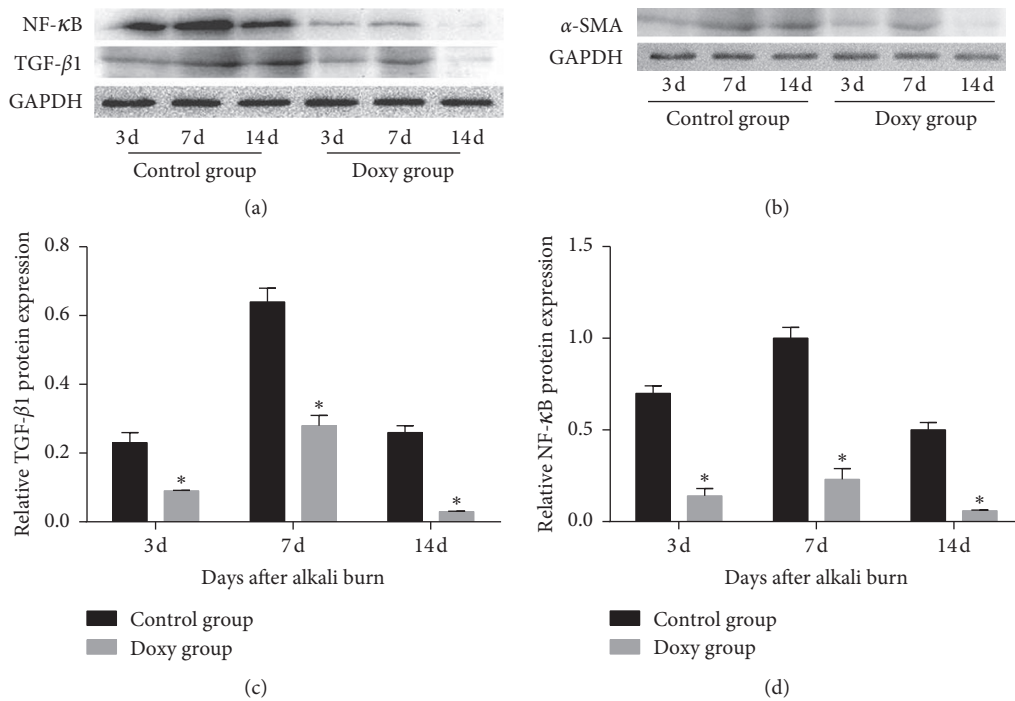 NF-κB
TGF-β1
GAPDH
3 d 7 d 14 d 3 d 7 d 14 d
Control group Doxy group
(a)
α-SMA
GAPDH
3 d 7 d 14 d 3 d 7 d 14 d
Control group Doxy group
(b)
Relative TGF-β1 protein expression
0.8
0.6
0.4
0.2
0.0
* * *
3 d 7 d 14 d
Days after alkali burn
Control group
Doxy group
(c)
Relative NF-κB protein expression
1.5
1.0
0.5
0.0
* * *
3 d 7 d 14 d
Days after alkali burn
Control group
Doxy group
(d)